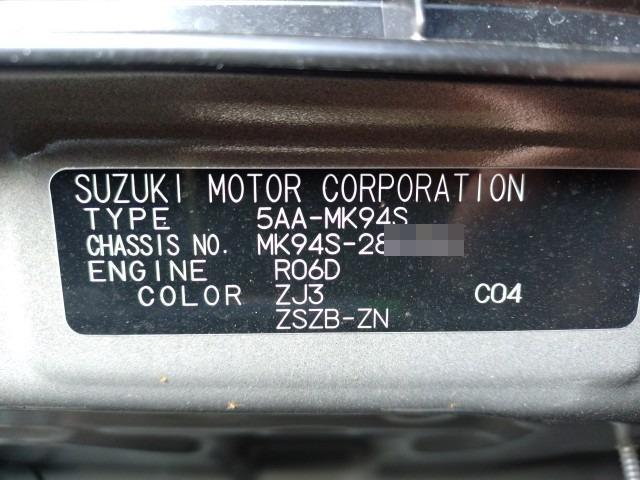 SUZUKI MOTOR CORPORATION
TYPE 5AA-MK94S
CHASSIS NO. MK94S-28
ENGINE R06D
COLOR ZJ3 C04
ZSZB-ZN